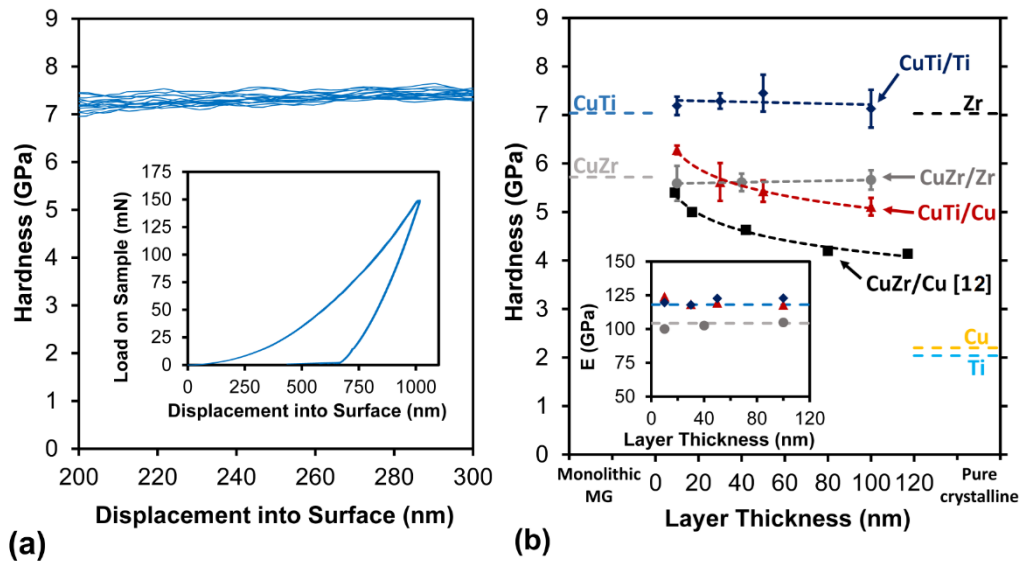 9
8
7
6
5
4
3
2
1
0
Hardness (GPa)
200 220 240 260 280 300
Displacement into Surface (nm)
175
150
125
100
75
50
25
0
Load on Sample (mN)
0 250 500 750 1000
Displacement into Surface (nm)
(a)
9
8
7
6
5
4
3
2
1
0
Hardness (GPa)
CuTi
CuZr
CuTi/Ti
Zr
CuZr/Zr
CuTi/Cu
CuZr/Cu [12]
Cu
Ti
150
125
100
75
50
E (GPa)
0 40 80 120
Layer Thickness (nm)
Monolithic
MG
0 20 40 60 80 100 120
Pure
crystalline
Layer Thickness (nm)
(b)